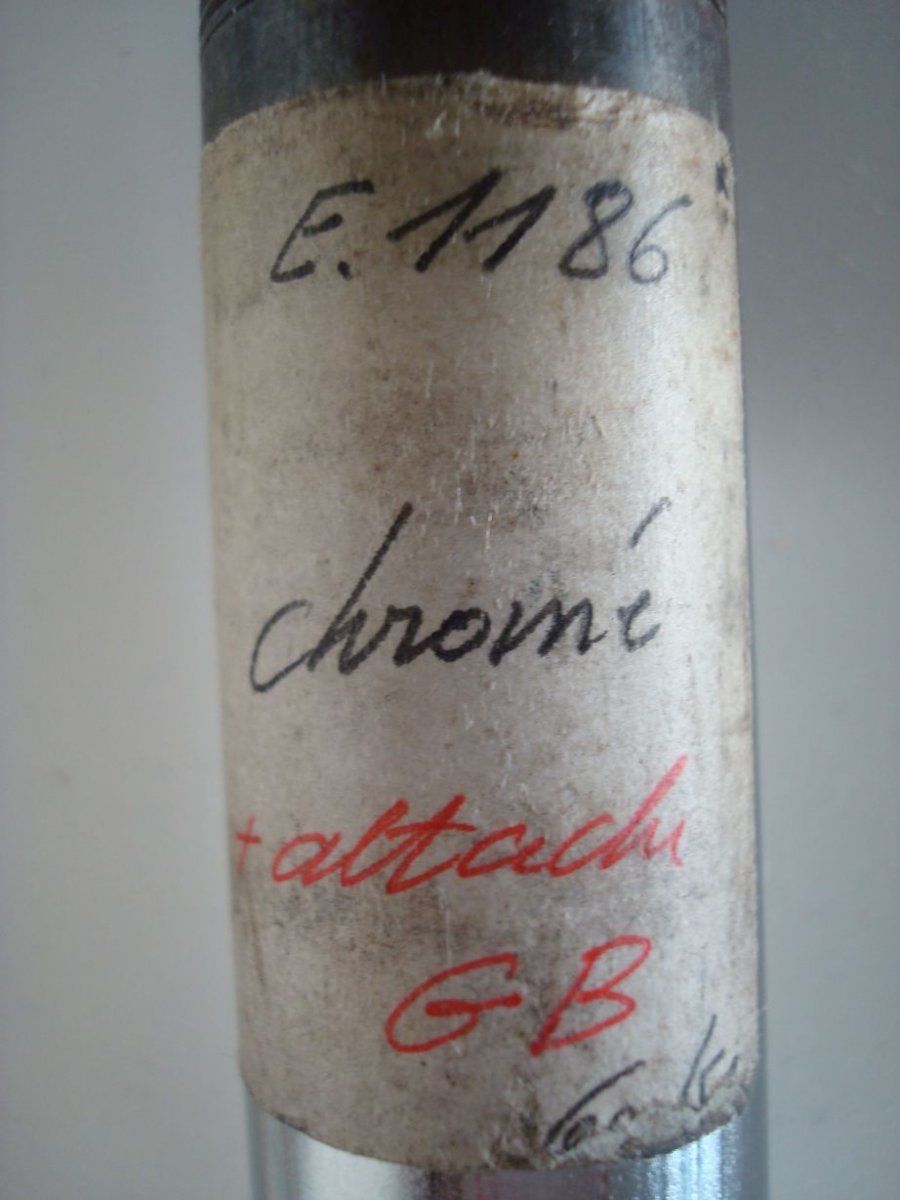 E. 1186
chromé
+ attache
GB